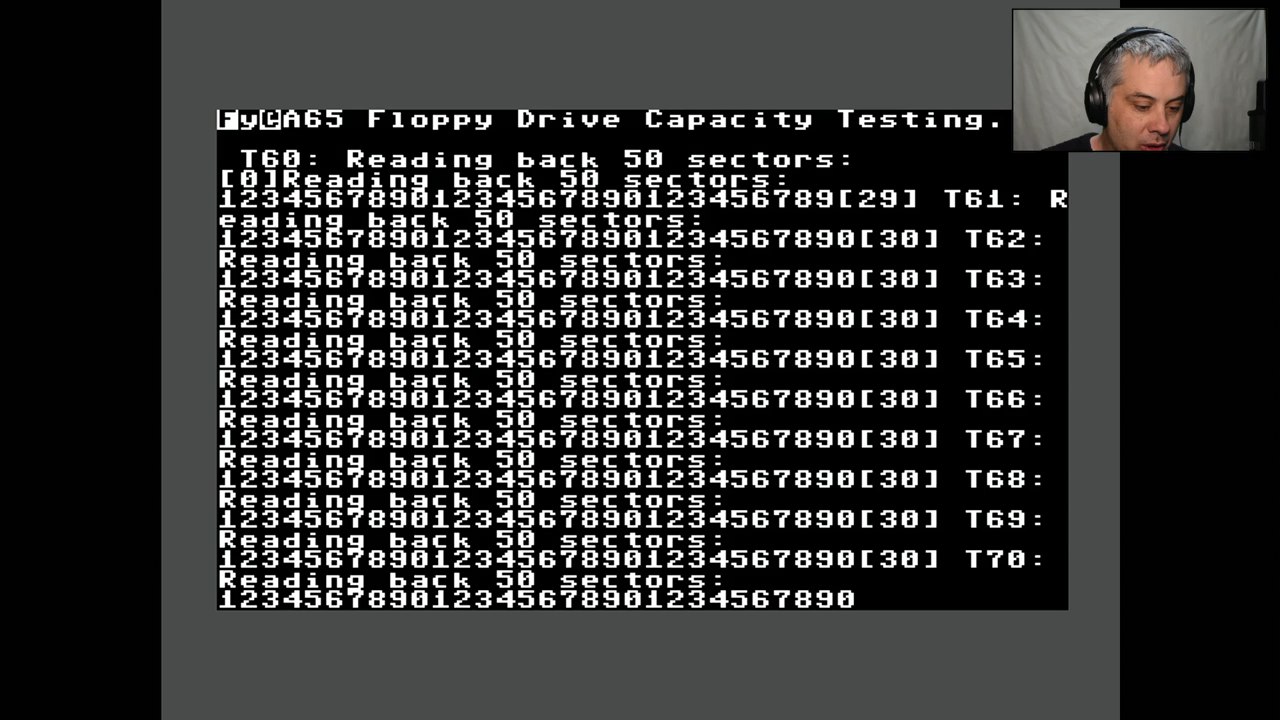 FyCA65 Floppy Drive Capacity Testing.
T60: Reading back 50 sectors:
[0]Reading back 50 sectors:
12345678901234567890123456789[29] T61: R
eading back 50 sectors:
123456789012345678901234567890[30] T62:
Reading back 50 sectors:
123456789012345678901234567890[30] T63:
Reading back 50 sectors:
123456789012345678901234567890[30] T64:
Reading back 50 sectors:
123456789012345678901234567890[30] T65:
Reading back 50 sectors:
123456789012345678901234567890[30] T66:
Reading back 50 sectors:
123456789012345678901234567890[30] T67:
Reading back 50 sectors:
123456789012345678901234567890[30] T68:
Reading back 50 sectors:
123456789012345678901234567890[30] T69:
Reading back 50 sectors:
123456789012345678901234567890[30] T70:
Reading back 50 sectors:
123456789012345678901234567890